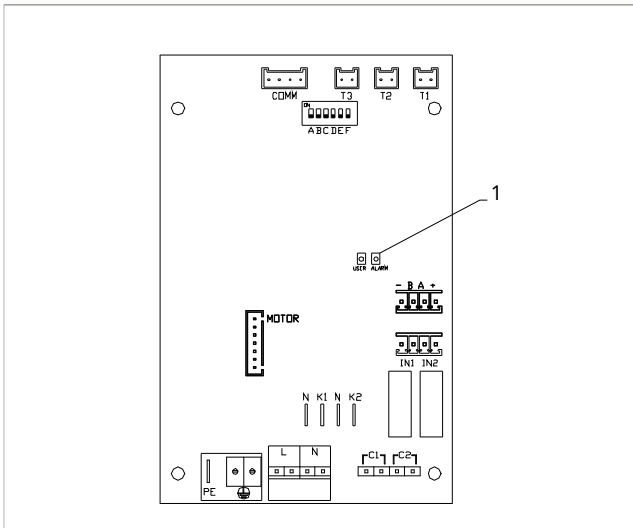 COMM T3 T2 T1
ON
ABCDEF
1
USER ALARM
- B A +
MOTOR
IN1 IN2
N K1 N K2
L N
C1 C2
PE